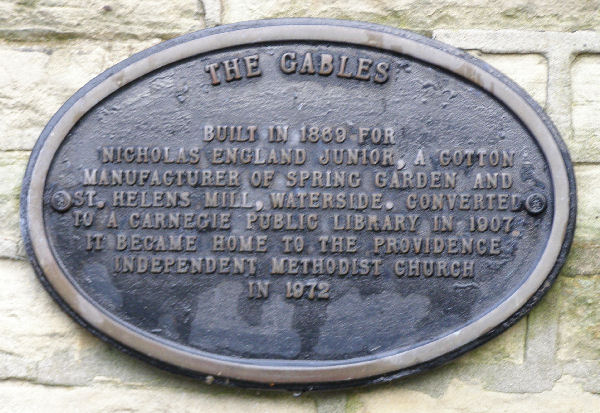 THE GABLES
BUILT IN 1869 FOR
NICHOLAS ENGLAND JUNIOR, A COTTON
MANUFACTURER OF SPRING GARDEN AND
ST. HELENS MILL, WATERSIDE. CONVERTED
TO A CARNEGIE PUBLIC LIBRARY IN 1907.
IT BECAME HOME TO THE PROVIDENCE
INDEPENDENT METHODIST CHURCH
IN 1972